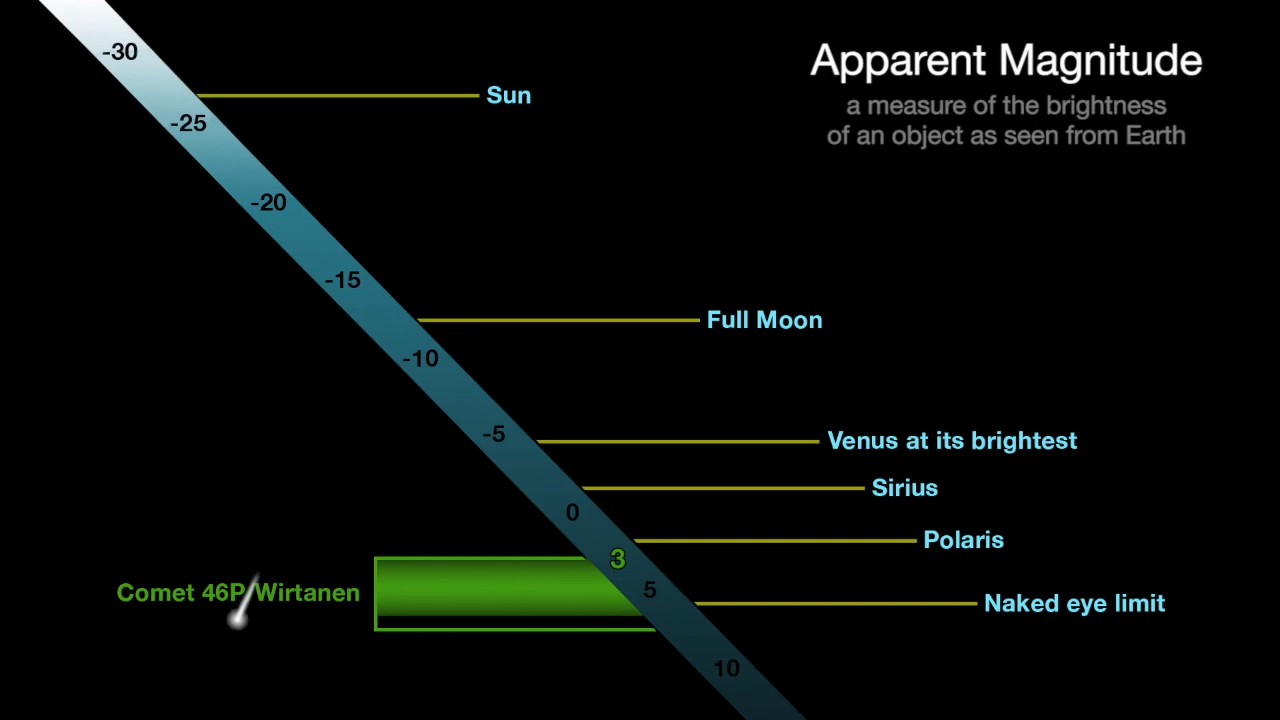 Apparent Magnitude
a measure of the brightness
of an object as seen from Earth
-30
Sun
-25
-20
-15
Full Moon
-10
-5
Venus at its brightest
Sirius
0
Polaris
3
5
Comet 46P/Wirtanen
Naked eye limit
10